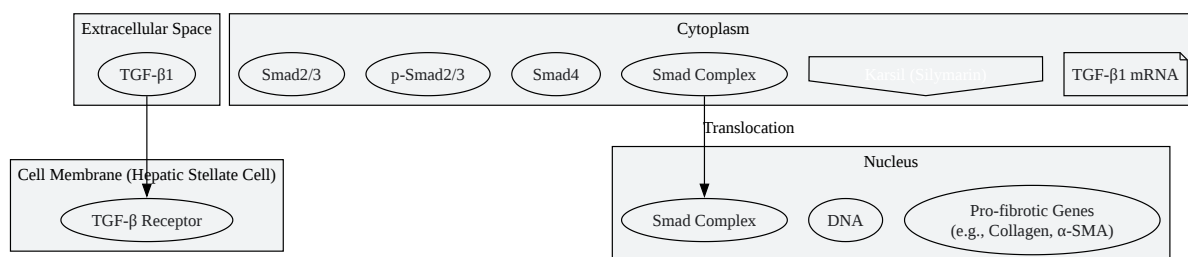 Extracellular Space
TGF-β1
Cytoplasm
Smad2/3
p-Smad2/3
Smad4
Smad Complex
Karsil (Silymarin)
TGF-β1 mRNA
Translocation
Cell Membrane (Hepatic Stellate Cell)
TGF-β Receptor
Nucleus
Smad Complex
DNA
Pro-fibrotic Genes
(e.g., Collagen, α-SMA)